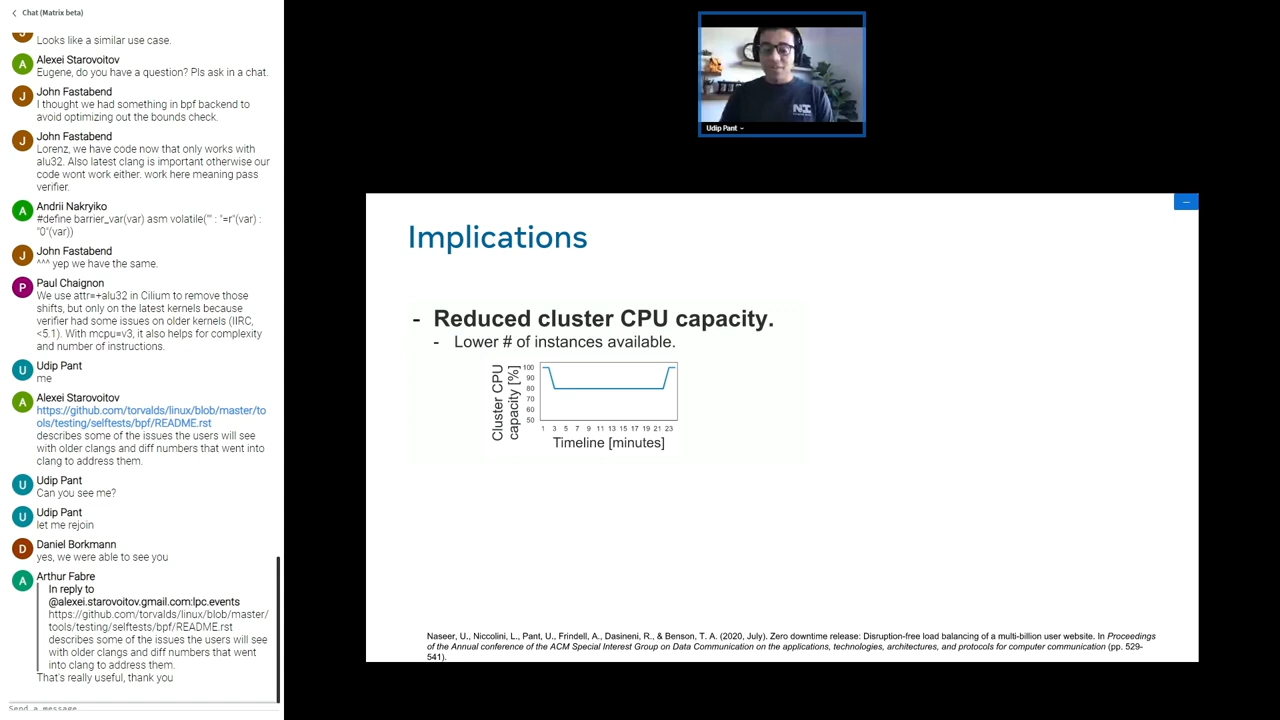 Chat (Matrix beta)
J
Looks like a similar use case.
A
Alexei Starovoitov
Eugene, do you have a question? Pls ask in a chat.
J
John Fastabend
I thought we had something in bpf backend to
avoid optimizing out the bounds check.
J
John Fastabend
Lorenz, we have code now that only works with
alu32. Also latest clang is important otherwise our
code wont work either. work here meaning pass
verifier.
A
Andrii Nakryiko
#define barrier_var(var) asm volatile("" : "=r"(var) :
"0"(var))
J
John Fastabend
^^^ yep we have the same.
P
Paul Chaignon
We use attr=+alu32 in Cilium to remove those
shifts, but only on the latest kernels because
verifier had some issues on older kernels (IIRC,
<5.1). With mcpu=v3, it also helps for complexity
and number of instructions.
U
Udip Pant
me
A
Alexei Starovoitov
https://github.com/torvalds/linux/blob/master/to
ols/testing/selftests/bpf/README.rst
describes some of the issues the users will see
with older clangs and diff numbers that went into
clang to address them.
U
Udip Pant
Can you see me?
U
Udip Pant
let me rejoin
D
Daniel Borkmann
yes, we were able to see you
A
Arthur Fabre
In reply to
@alexei.starovoitov.gmail.com:lpc.events
https://github.com/torvalds/linux/blob/master/
tools/testing/selftests/bpf/README.rst
describes some of the issues the users will see
with older clangs and diff numbers that went
into clang to address them.
That's really useful, thank you
Send a message
Udip Pant
Implications
- Reduced cluster CPU capacity.
- Lower # of instances available.
Cluster CPU
capacity [%]
100
90
80
70
60
50
1 3 5 7 9 11 13 15 17 19 21 23
Timeline [minutes]
Naseer, U., Niccolini, L., Pant, U., Frindell, A., Dasineni, R., & Benson, T. A. (2020, July). Zero downtime release: Disruption-free load balancing of a multi-billion user website. In Proceedings
of the Annual conference of the ACM Special Interest Group on Data Communication on the applications, technologies, architectures, and protocols for computer communication (pp. 529-
541).